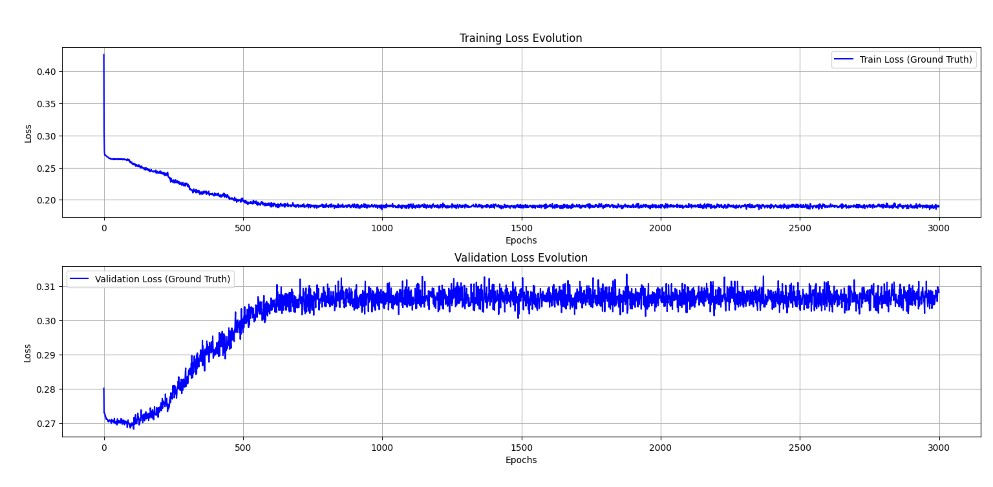 Training Loss Evolution
Train Loss (Ground Truth)
0.40
0.35
0.30
0.25
0.20
Loss
0 500 1000 1500 2000 2500 3000
Epochs
Validation Loss Evolution
Validation Loss (Ground Truth)
0.31
0.30
0.29
0.28
0.27
Loss
0 500 1000 1500 2000 2500 3000
Epochs